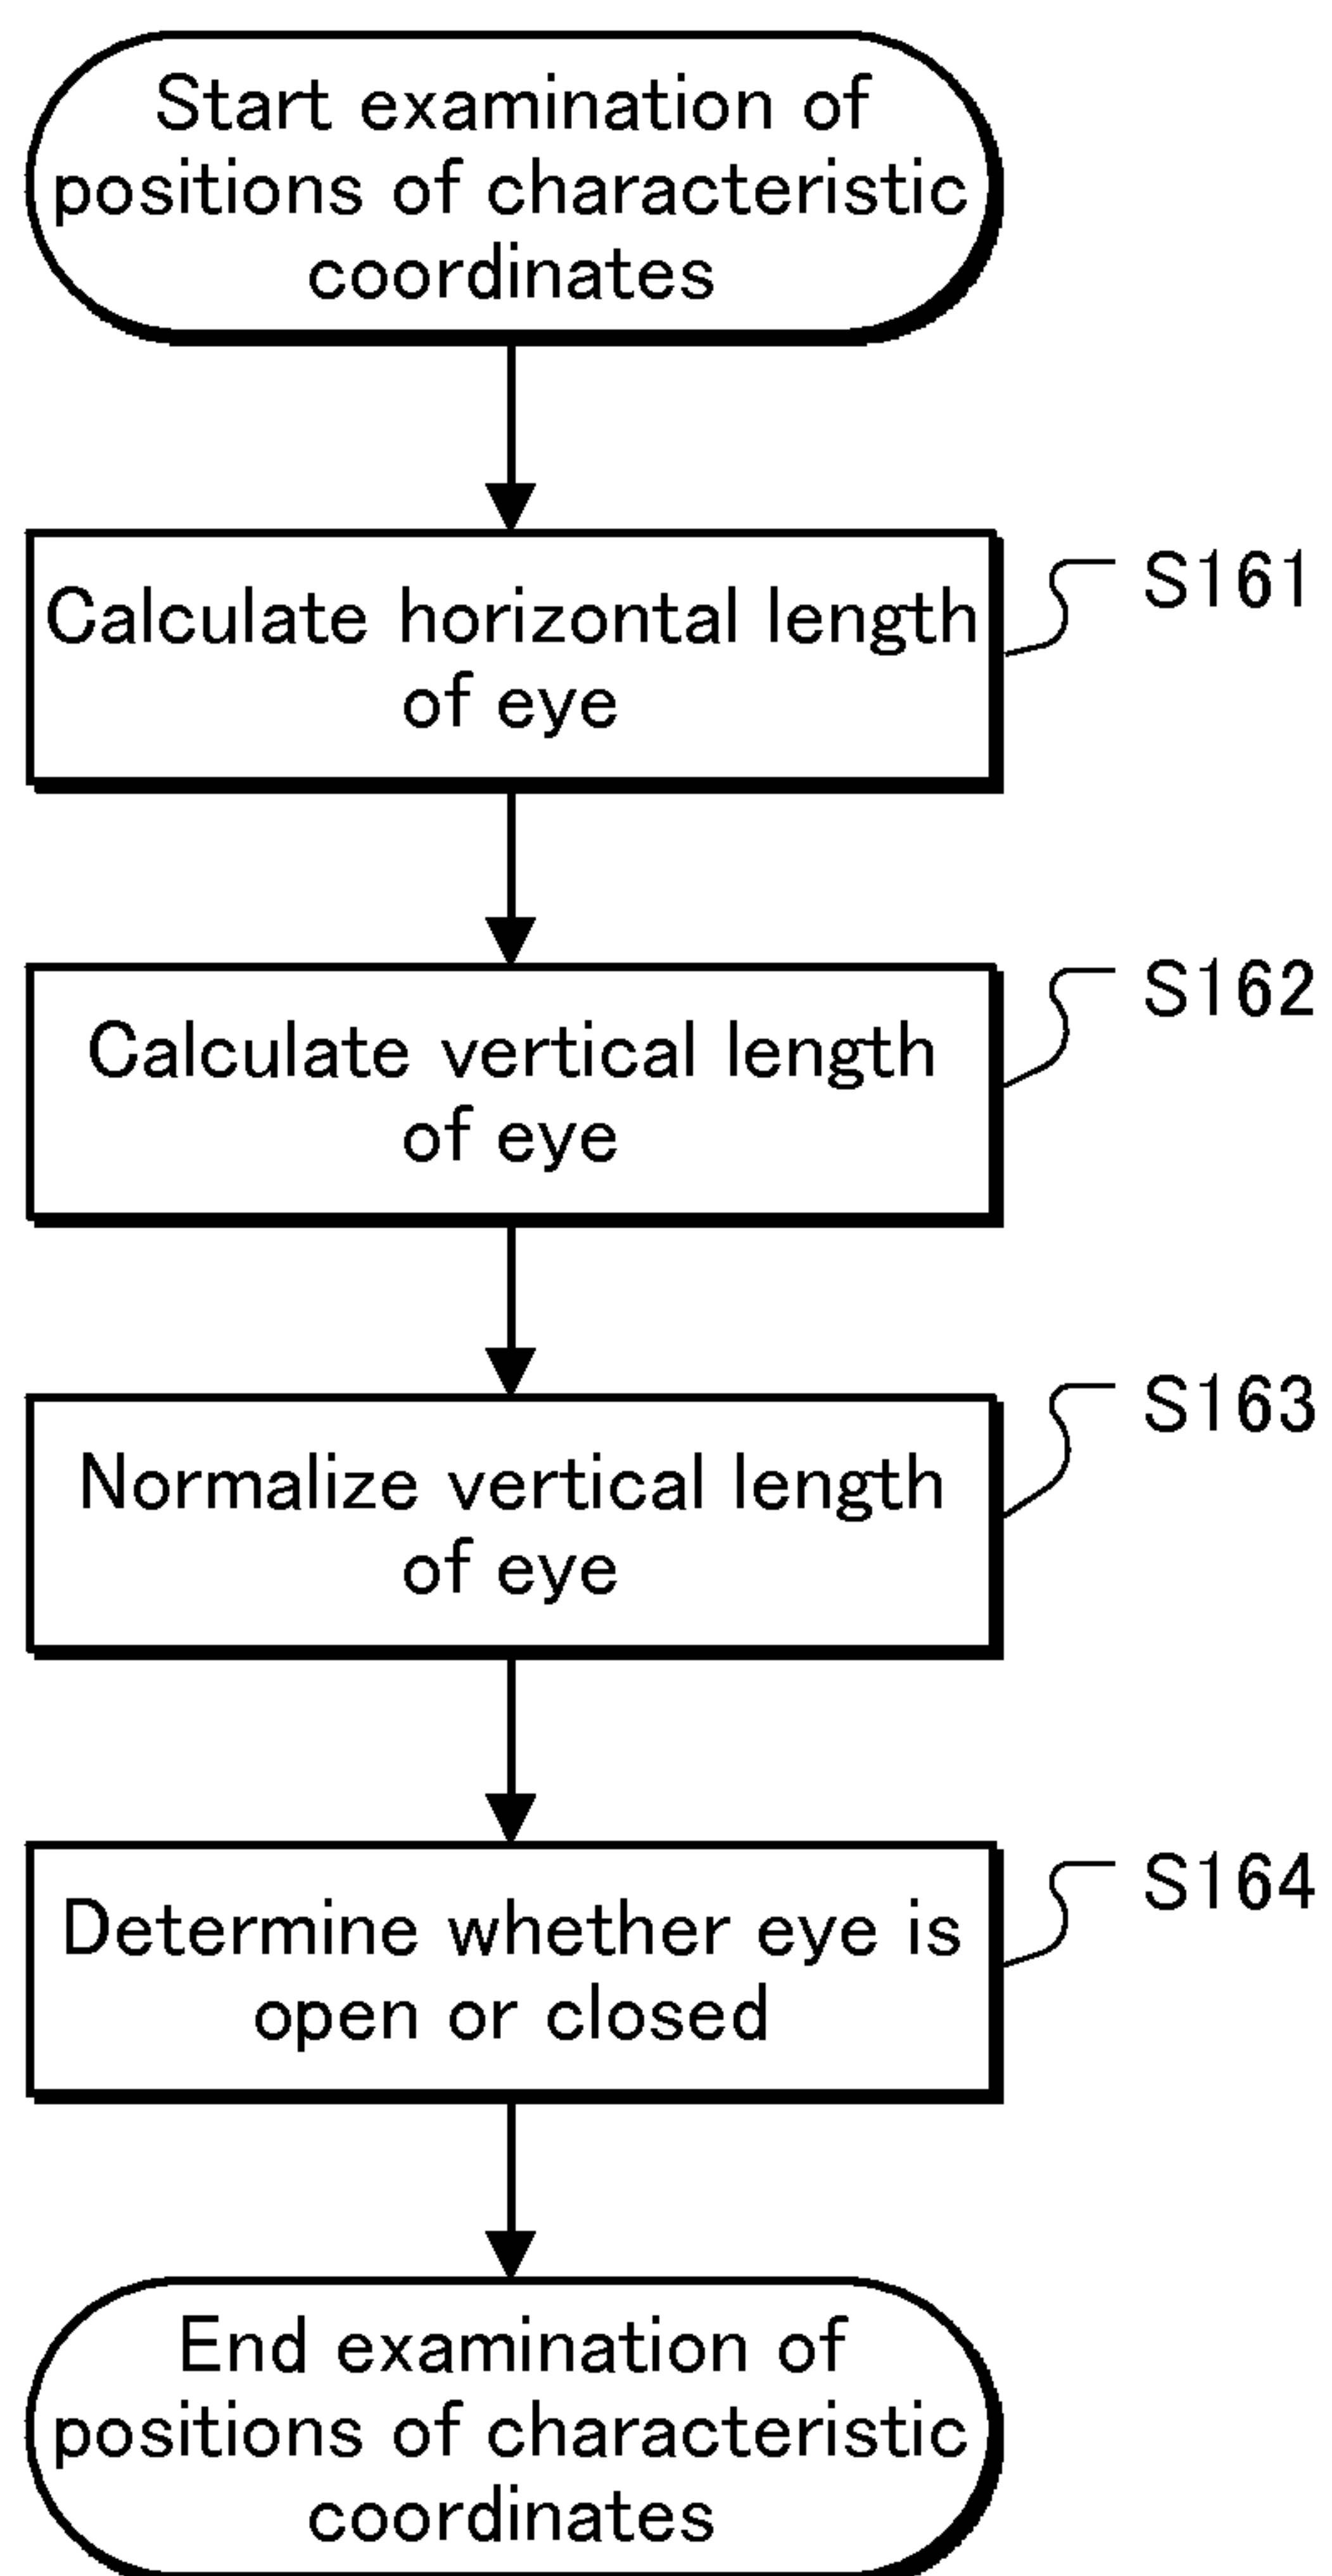 Start examination of
positions of characteristic
coordinates
Calculate horizontal length
of eye
S161
Calculate vertical length
of eye
S162
Normalize vertical length
of eye
S163
Determine whether eye is
open or closed
S164
End examination of
positions of characteristic
coordinates